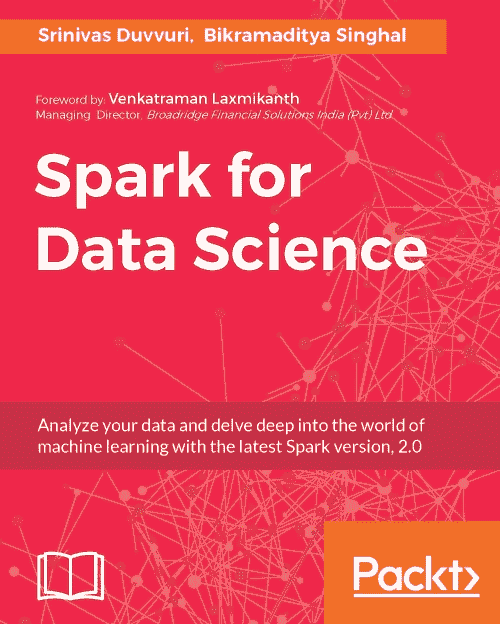 Srinivas Duvvuri,  Bikramaditya Singhal
Foreword by: Venkatraman Laxmikanth
Managing Director, Broadridge Financial Solutions India (Pvt) Ltd
Spark for
Data Science
Analyze your data and delve deep into the world of
machine learning with the latest Spark version, 2.0
Packt>